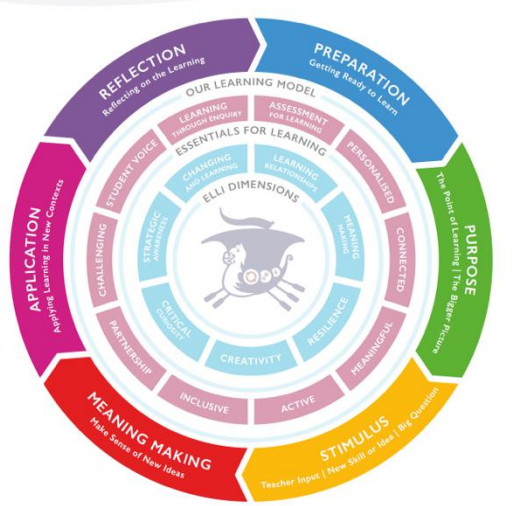 PREPARATION
Getting Ready to Learn
PURPOSE
The Point of Learning | The Bigger Picture
STIMULUS
Teacher Input | New Skill or Idea | Big Question
MEANING MAKING
Make Sense of New Ideas
APPLICATION
Applying Learning in New Contexts
REFLECTION
Reflecting on the Learning
OUR LEARNING MODEL
LEARNING
THROUGH ENQUIRY
ASSESSMENT
FOR LEARNING
PERSONALISED
CONNECTED
MEANINGFUL
ACTIVE
INCLUSIVE
PARTNERSHIP
CHALLENGING
STUDENT VOICE
ESSENTIALS FOR LEARNING
CHANGING
AND LEARNING
LEARNING
RELATIONSHIPS
MEANING
MAKING
RESILIENCE
CREATIVITY
CRITICAL
CURIOSITY
STRATEGIC
AWARENESS
ELLI DIMENSIONS